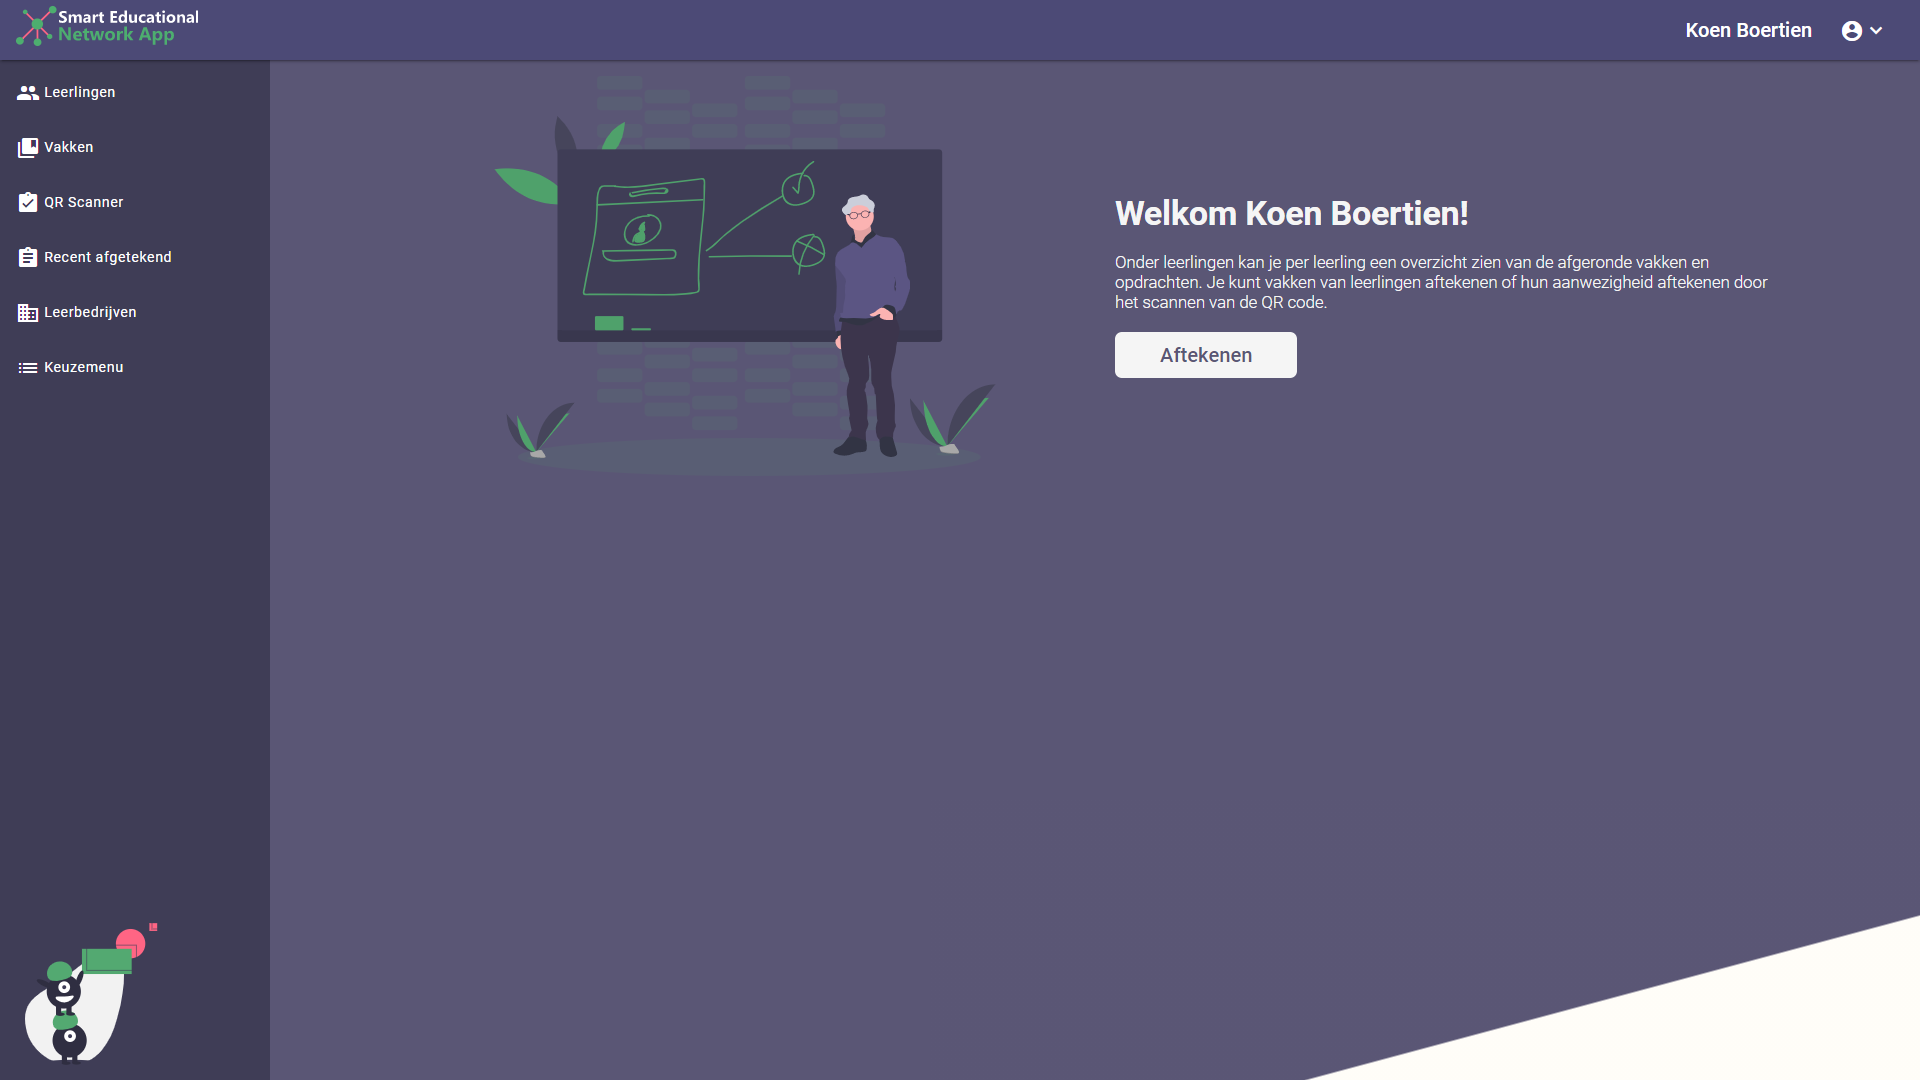 Smart Educational
Network App
Koen Boertien
Leerlingen
Vakken
QR Scanner
Recent afgetekend
Leerbedrijven
Keuzemenu
Welkom Koen Boertien!
Onder leerlingen kan je per leerling een overzicht zien van de afgeronde vakken en
opdrachten. Je kunt vakken van leerlingen aftekenen of hun aanwezigheid aftekenen door
het scannen van de QR code.
Aftekenen